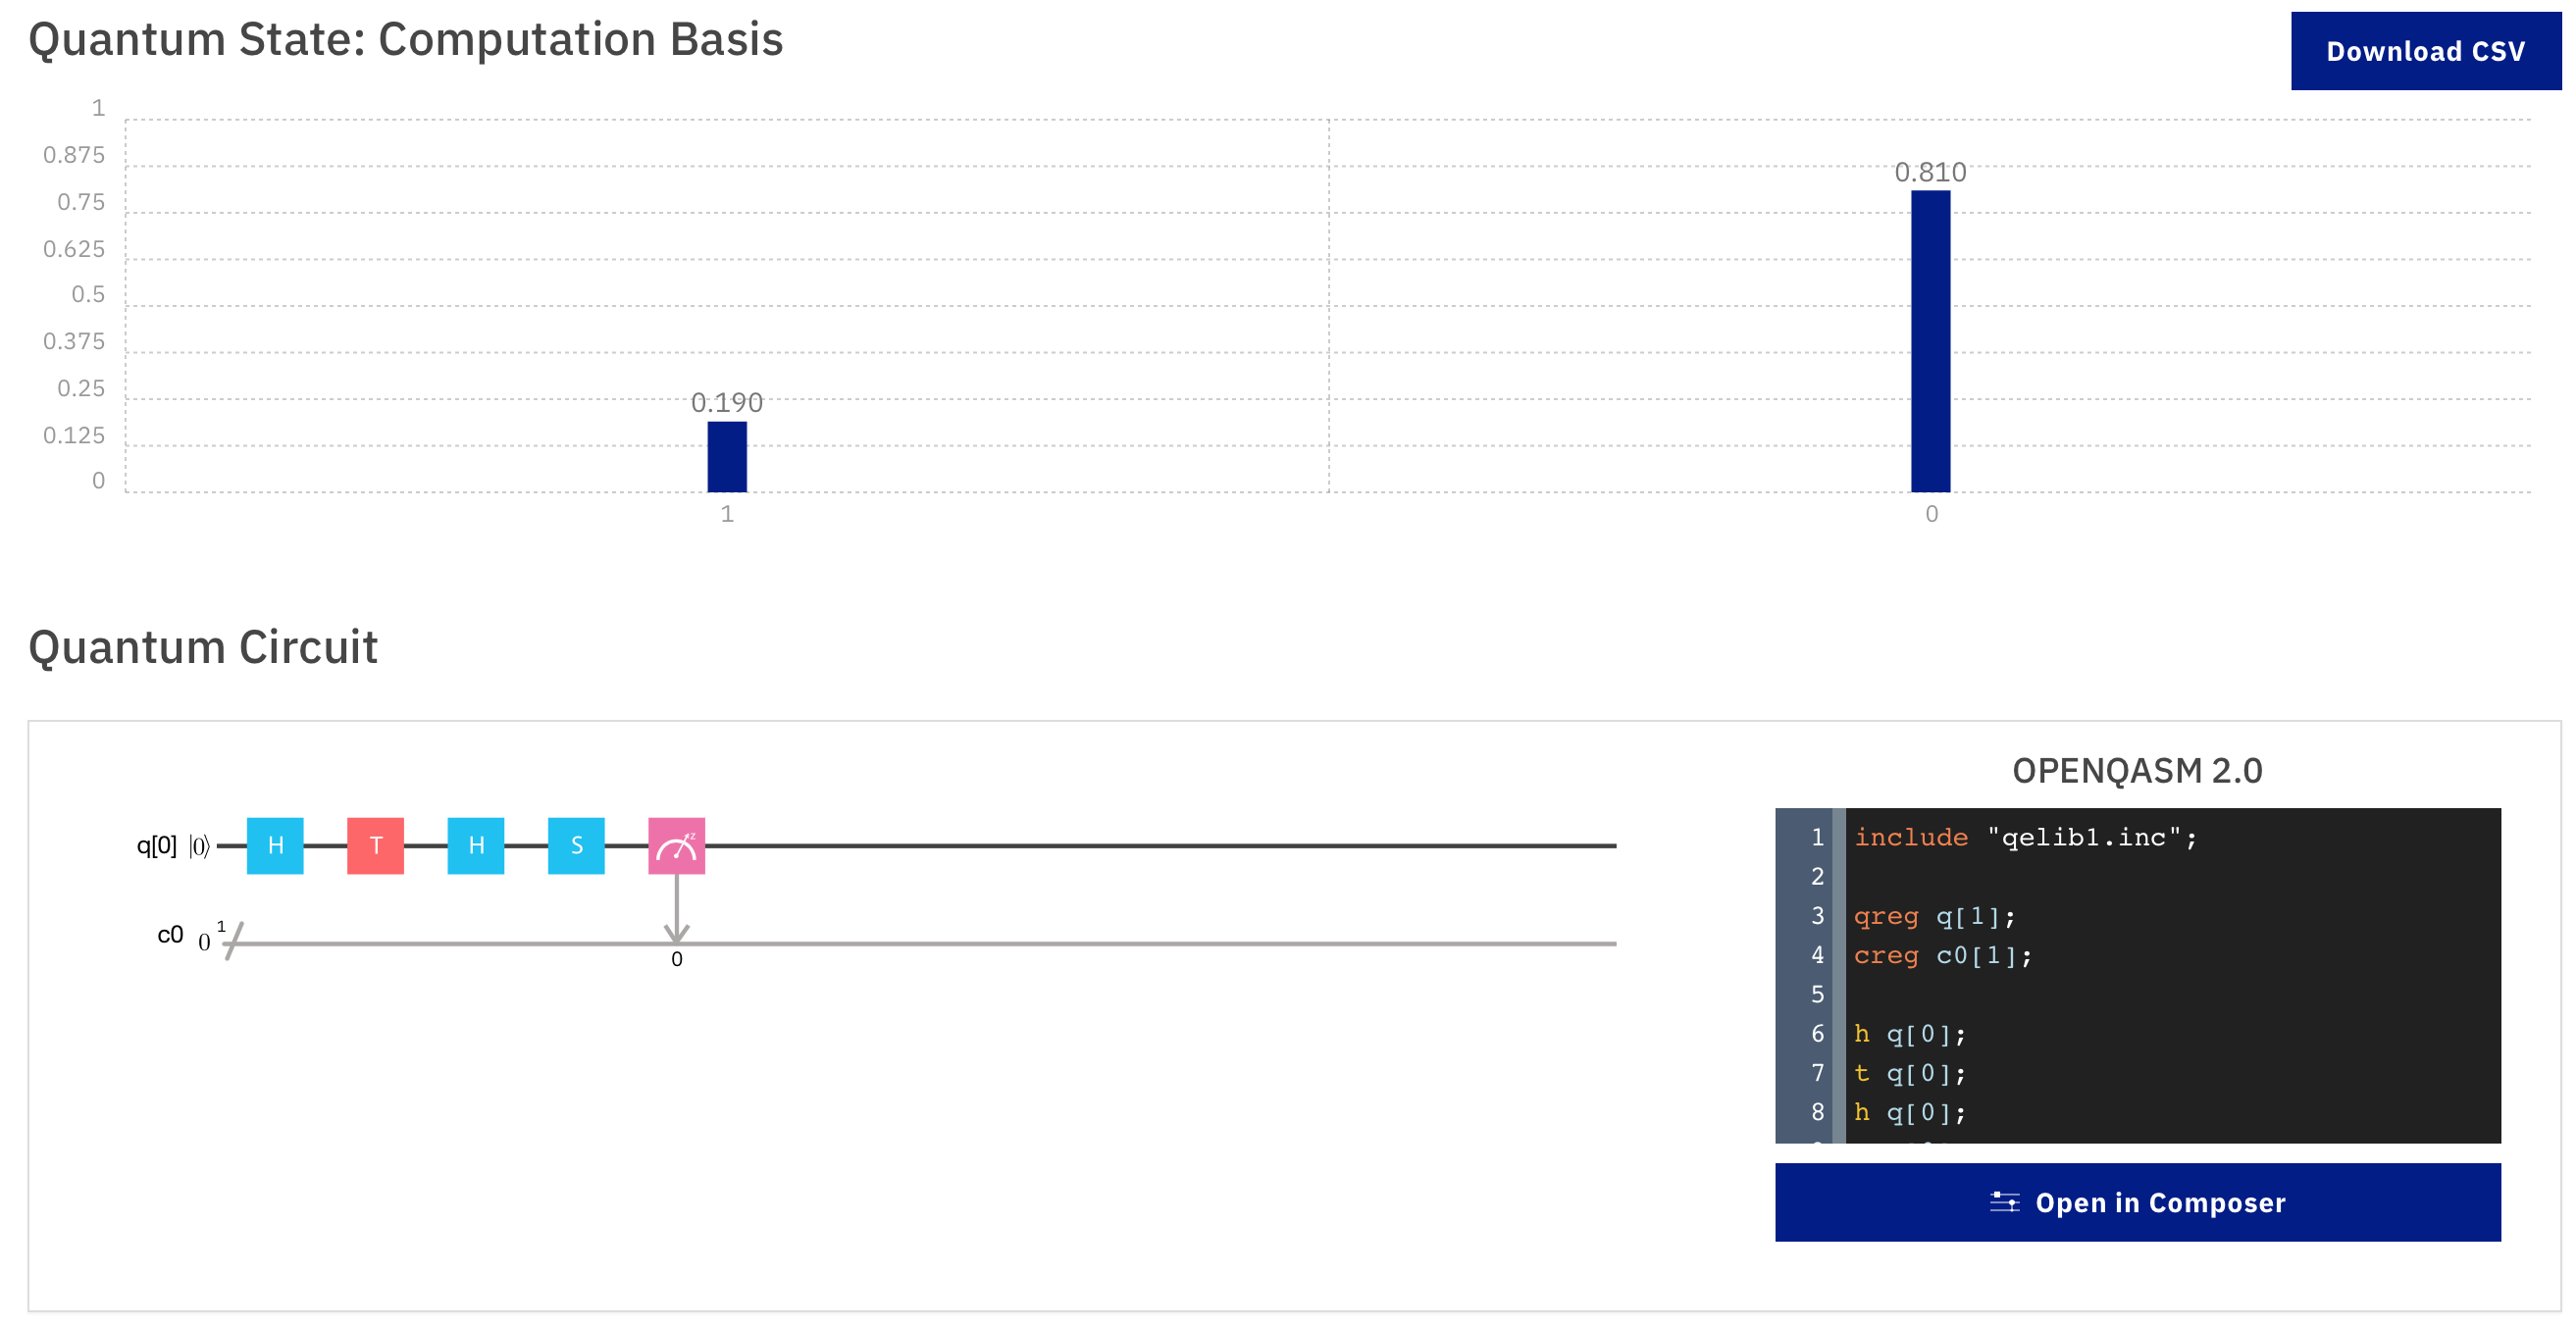 Quantum State: Computation Basis
Download CSV
1
0.875
0.75
0.625
0.5
0.375
0.25
0.125
0
0.190
0.810
1
0
Quantum Circuit
q[0] |0⟩ H T H S z
c0 0 1
0
OPENQASM 2.0
1 include "qelib1.inc";
2
3 qreg q[1];
4 creg c0[1];
5
6 h q[0];
7 t q[0];
8 h q[0];
Open in Composer